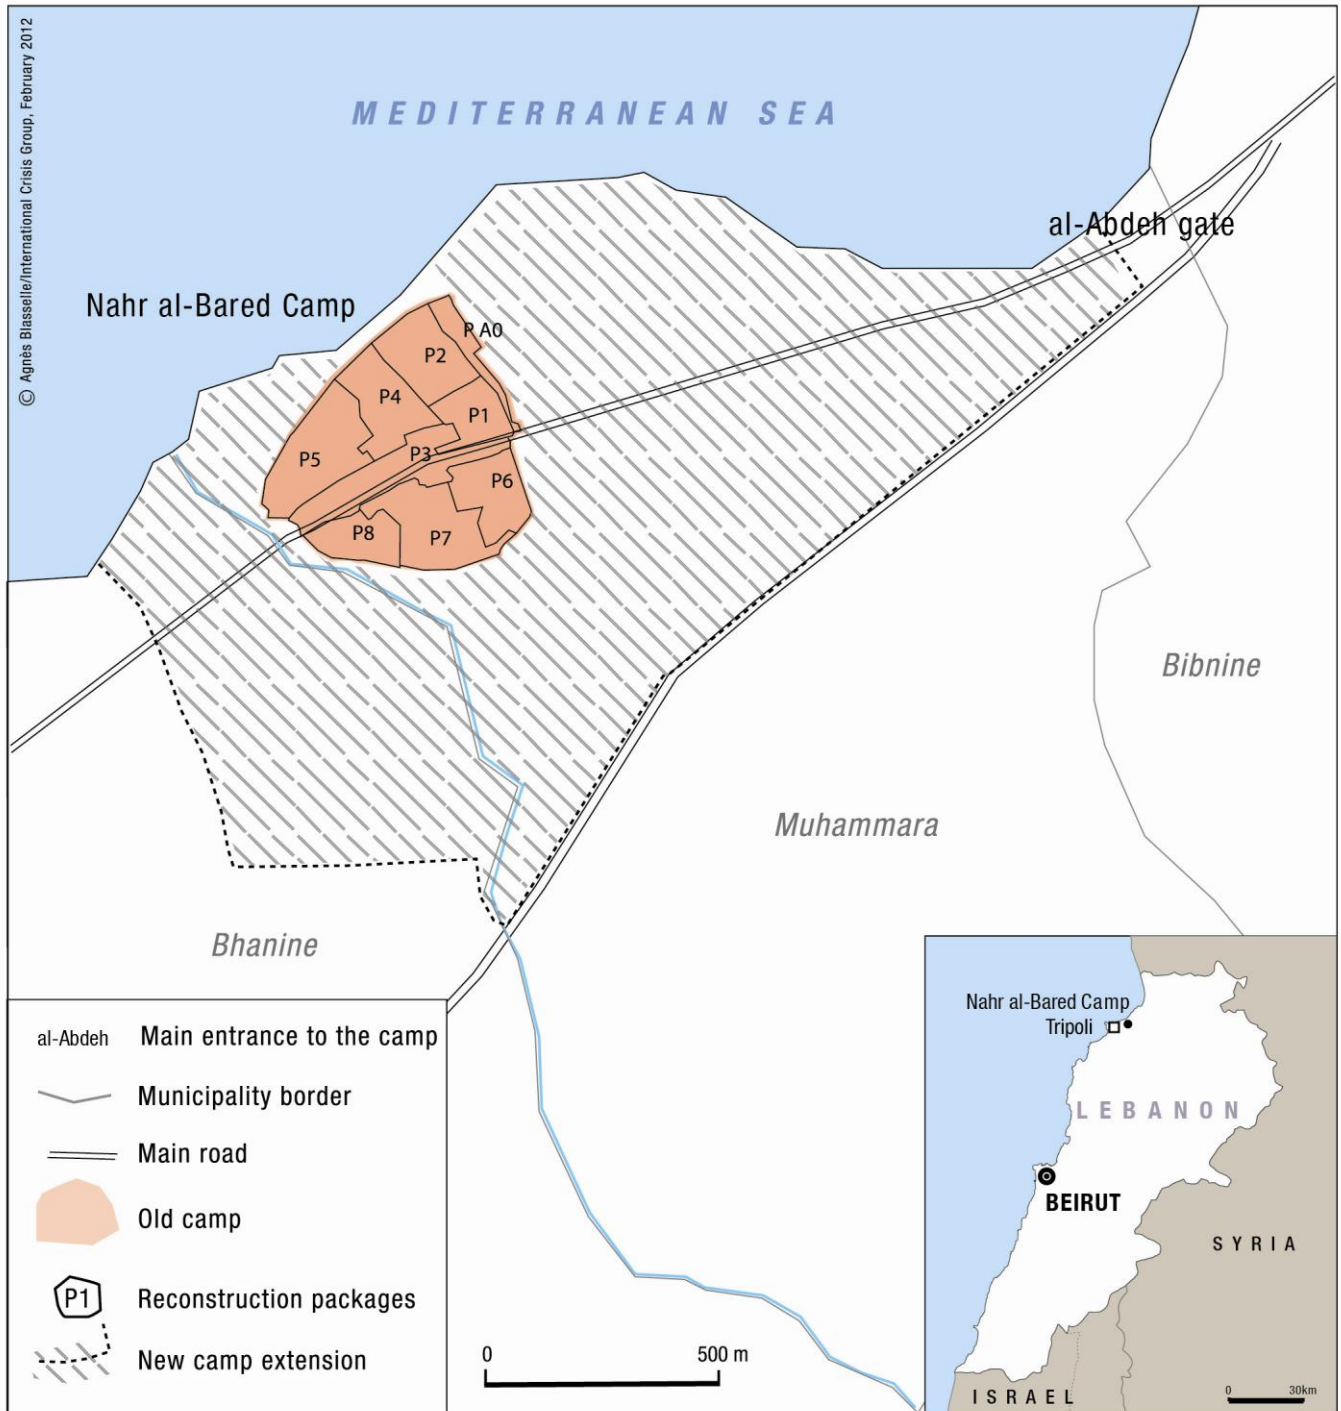 © Agnès Blasselle/International Crisis Group, February 2012
MEDITERRANEAN SEA
al-Abdeh gate
Nahr al-Bared Camp
P A0
P2
P4
P1
P3
P5
P6
P8
P7
Bibnine
Muhammara
Bhanine
al-Abdeh Main entrance to the camp
Municipality border
Main road
Old camp
P1 Reconstruction packages
New camp extension
0 500 m
Nahr al-Bared Camp
Tripoli
LEBANON
BEIRUT
SYRIA
ISRAEL
0 30km